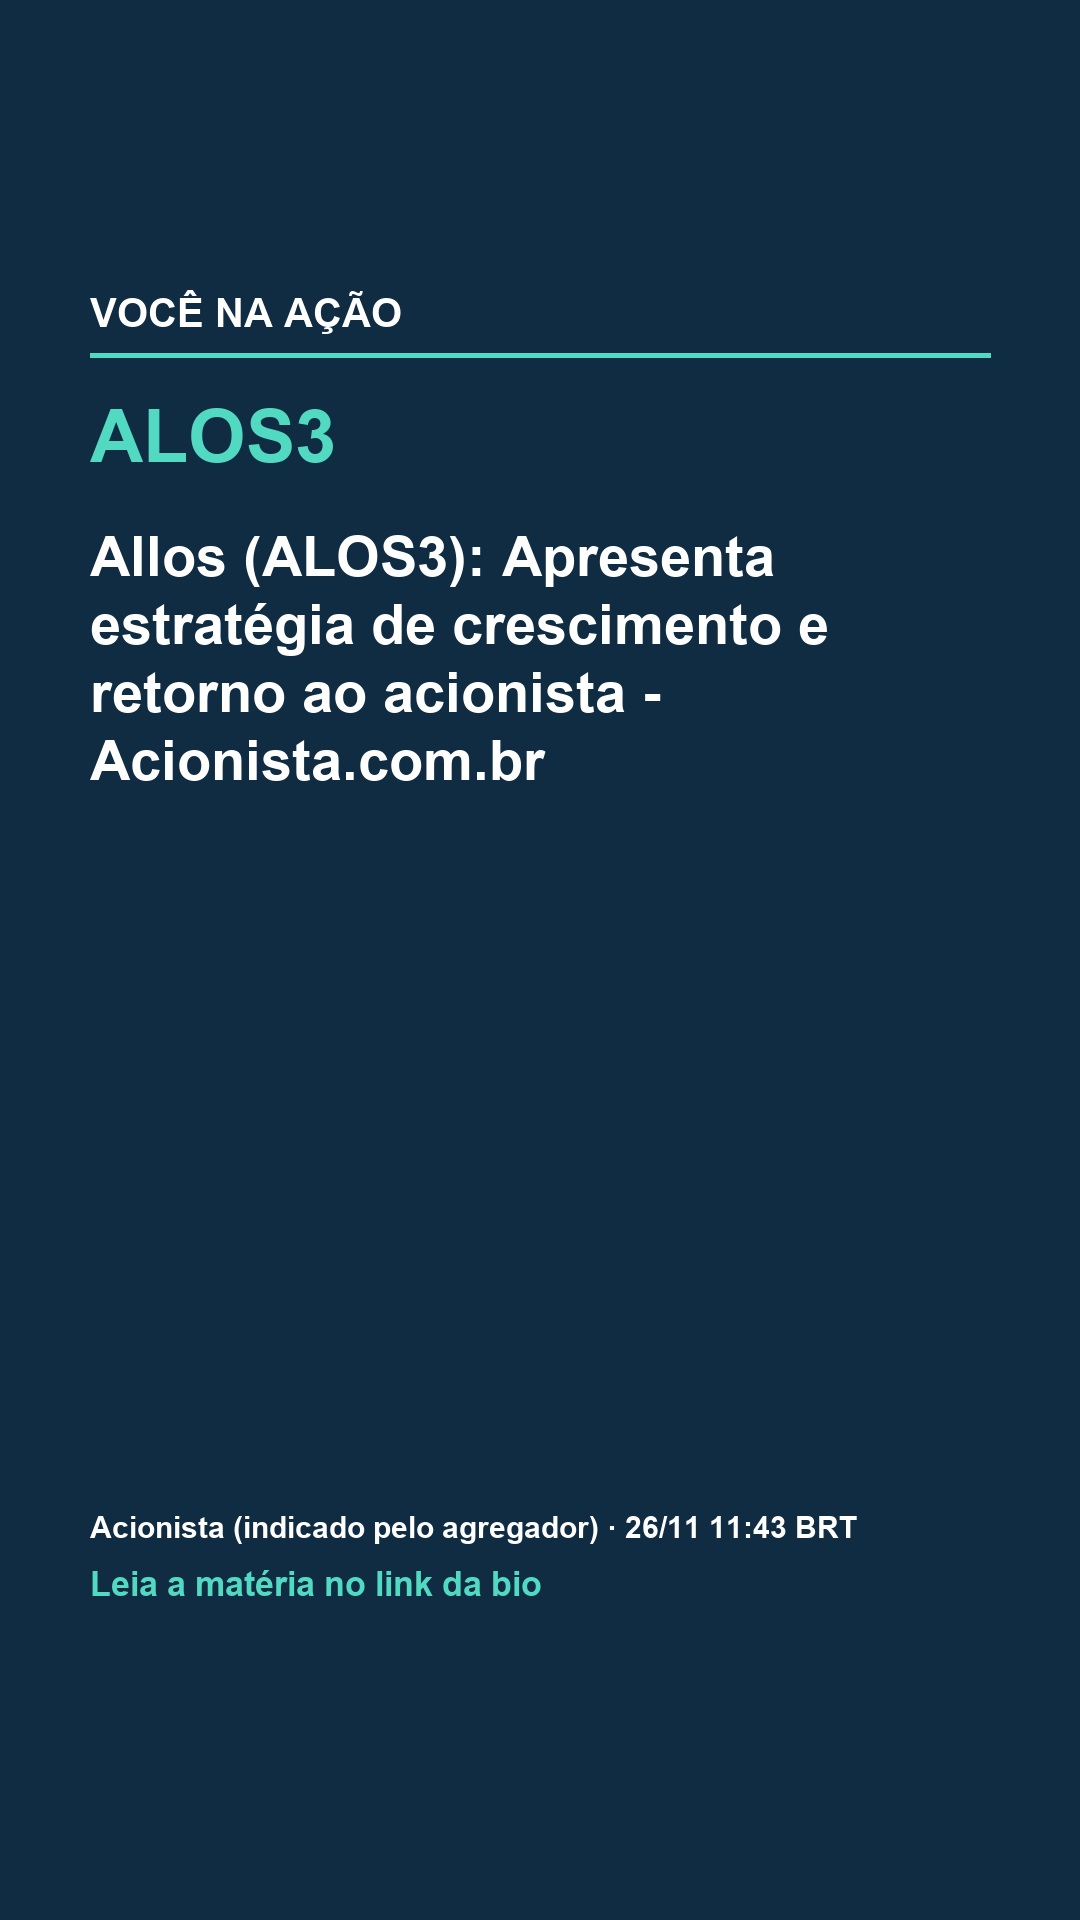 VOCÊ NA AÇÃO
ALOS3
Allos (ALOS3): Apresenta
estratégia de crescimento e
retorno ao acionista -
Acionista.com.br
Acionista (indicado pelo agregador) · 26/11 11:43 BRT
Leia a matéria no link da bio